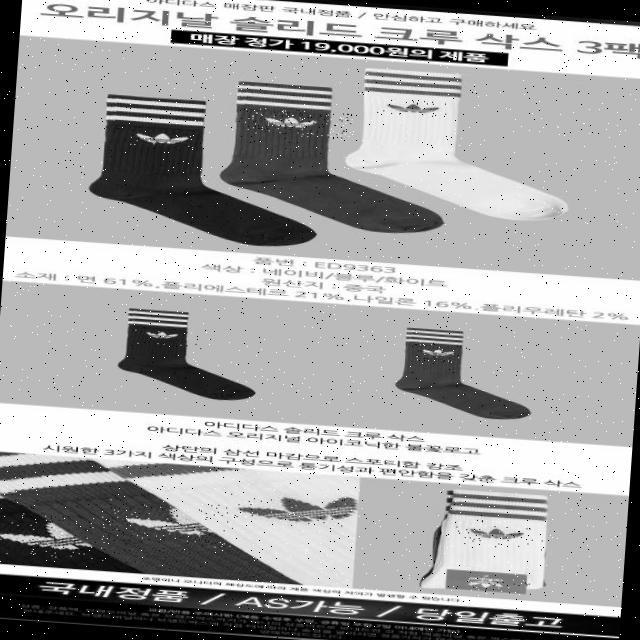 아디다스 매장판 국내정품 / 안심하고 구매하세요
오리지날 솔리드 크루 삭스 3팩
매장 정가 19,000원의 제품
품번 : ED9363
색상 : 네이비/블랙/화이트
원산지 : 중국
소재 : 면 61%,폴리에스테르 21%,나일론 16%,폴리우레탄 2%
아디다스 솔리드 크루 삭스
아디다스 오리지널 아이코닉한 불꽃로고
상단의 삼선 마감으로 스포티함 강조
시원한 3가지 색상의 구성으로 통기성과 편안함을 갖춘 크루 삭스
국내정품 / AS가능 / 당일출고